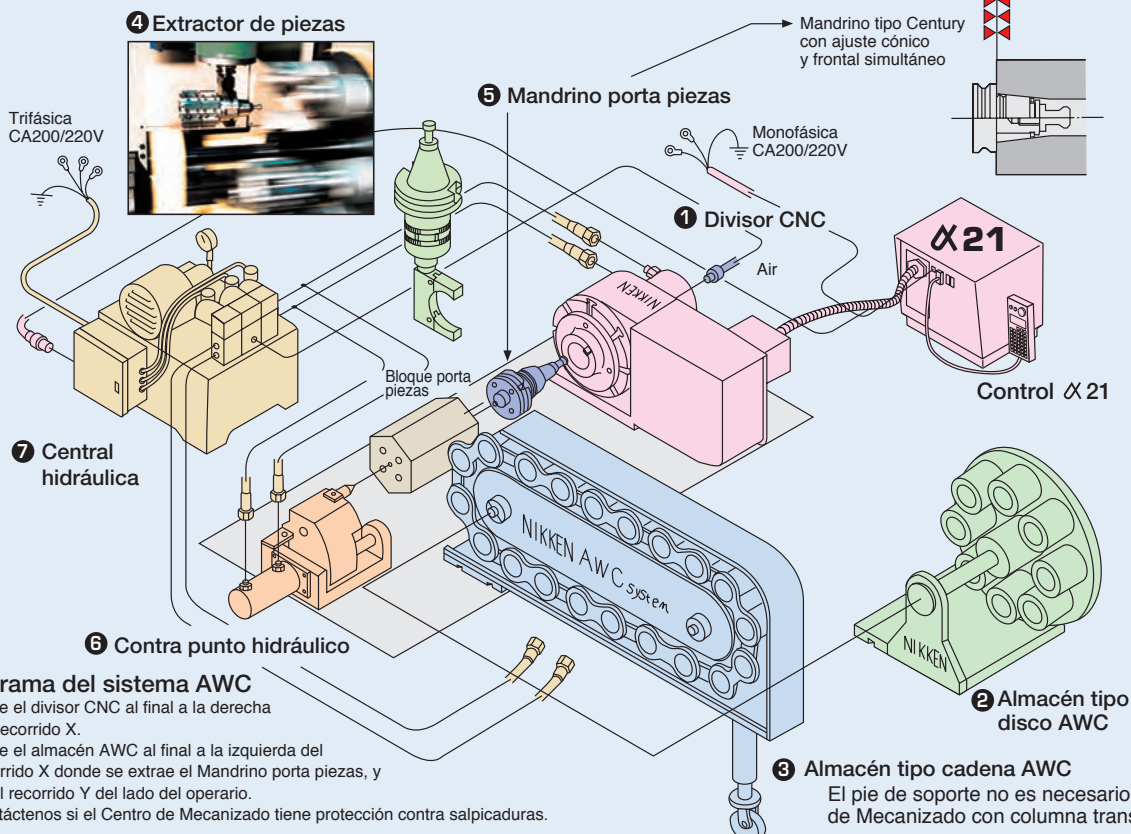 ❹ Extractor de piezas
Mandrino tipo Century
con ajuste cónico
y frontal simultáneo
❺ Mandrino porta piezas
Trifásica
CA200/220V
Monofásica
CA200/220V
❶ Divisor CNC
Air
α21
NIKKEN
Control α 21
Bloque porta
piezas
❼ Central
hidráulica
NIKKEN AWC system
NIKKEN
❻ Contra punto hidráulico
❷ Almacén tipo
disco AWC
rama del sistema AWC
e el divisor CNC al final a la derecha
recorrido X.
e el almacén AWC al final a la izquierda del
rrido X donde se extrae el Mandrino porta piezas, y
l recorrido Y del lado del operario.
táctenos si el Centro de Mecanizado tiene protección contra salpicaduras.
❸ Almacén tipo cadena AWC
El pie de soporte no es necesario
de Mecanizado con columna trans